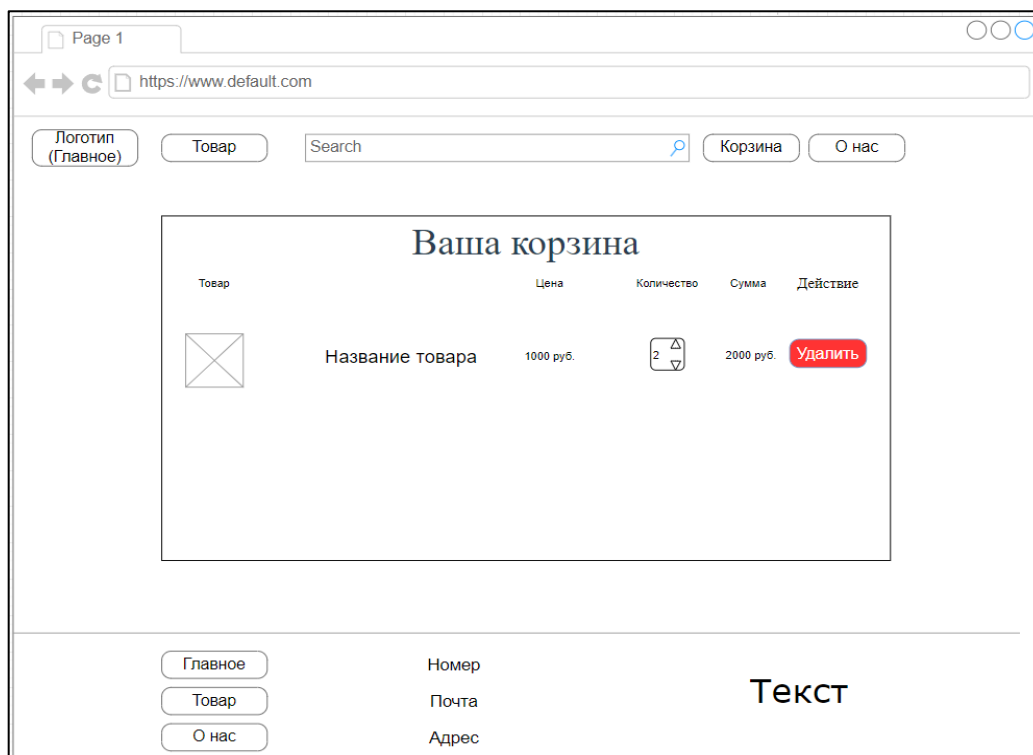 Page 1
https://www.default.com
Логотип
(Главное)
Товар
Search
Корзина
О нас
Ваша корзина
Товар
Цена
Количество
Сумма
Действие
Название товара
1000 руб.
2
2000 руб.
Удалить
Главное
Номер
Текст
Товар
Почта
О нас
Адрес